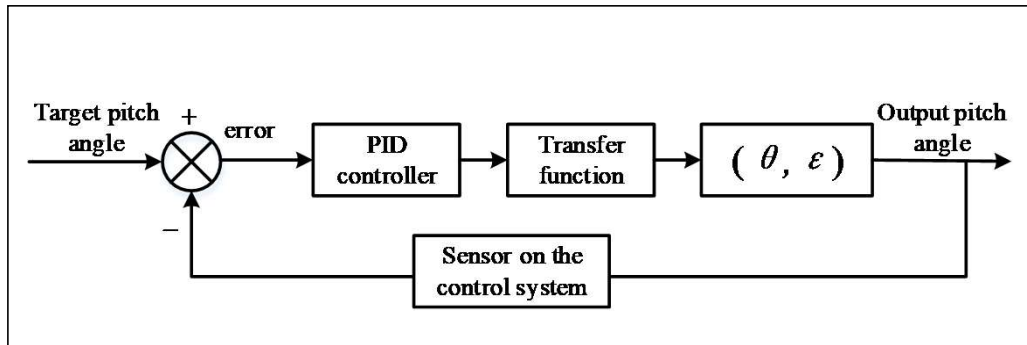 Target pitch
angle
+
error
PID
controller
Transfer
function
( θ, ε )
Output pitch
angle
−
Sensor on the
control system